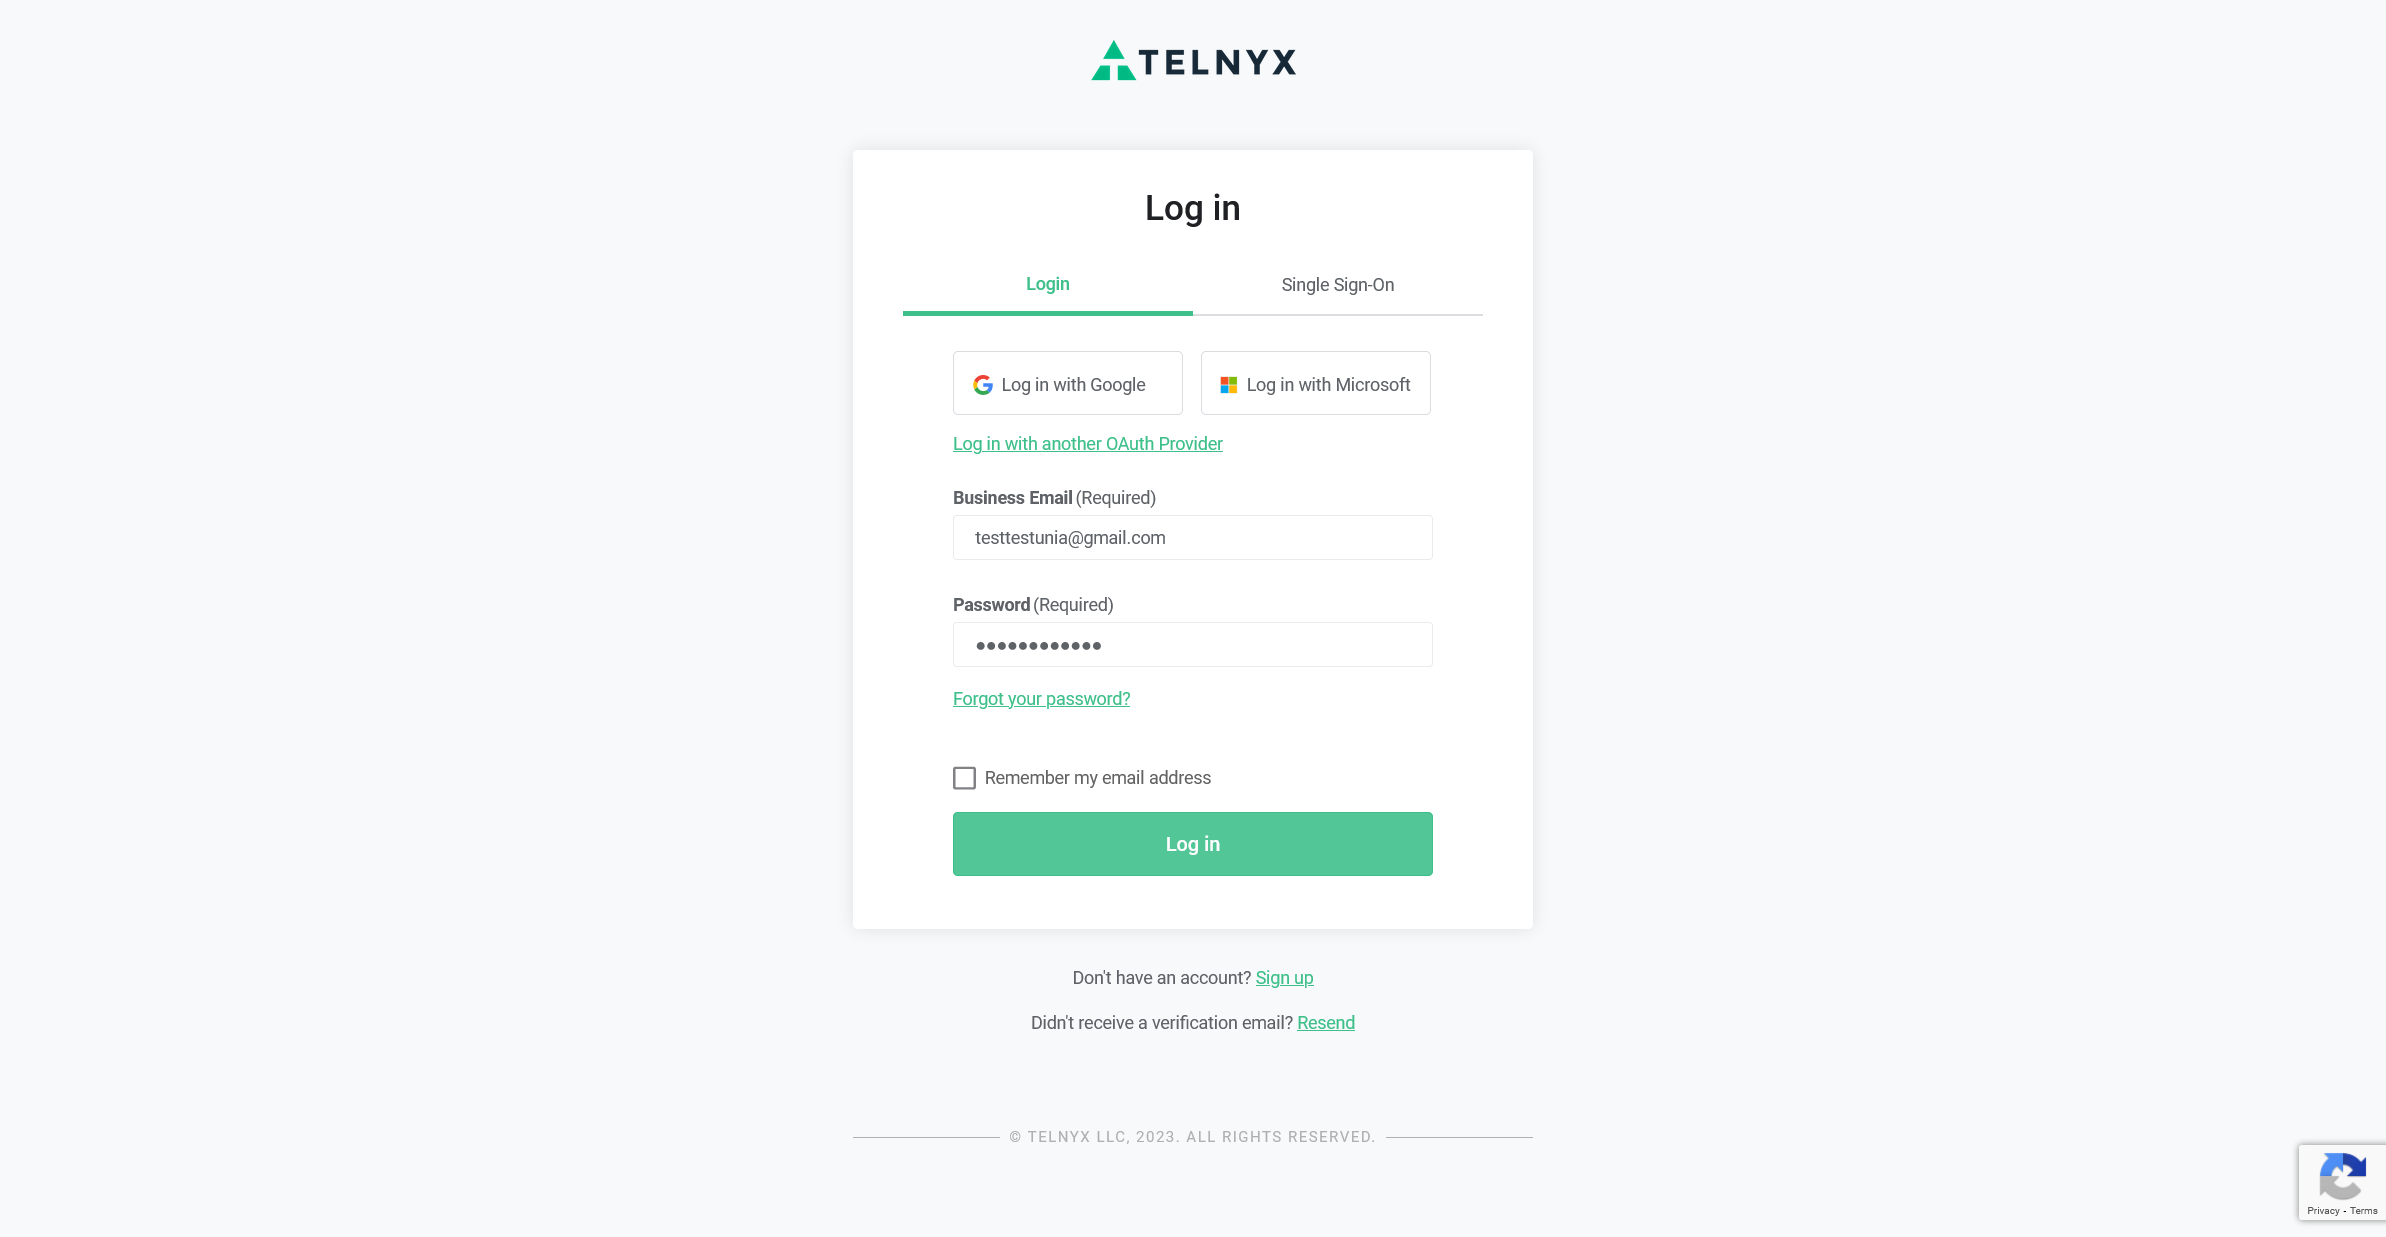 TELNYX
Log in
Login
Single Sign-On
Log in with Google
Log in with Microsoft
Log in with another OAuth Provider
Business Email (Required)
testtestunia@gmail.com
Password (Required)
●●●●●●●●●●●●
Forgot your password?
Remember my email address
Log in
Don't have an account? Sign up
Didn't receive a verification email? Resend
© TELNYX LLC, 2023. ALL RIGHTS RESERVED.
Privacy - Terms